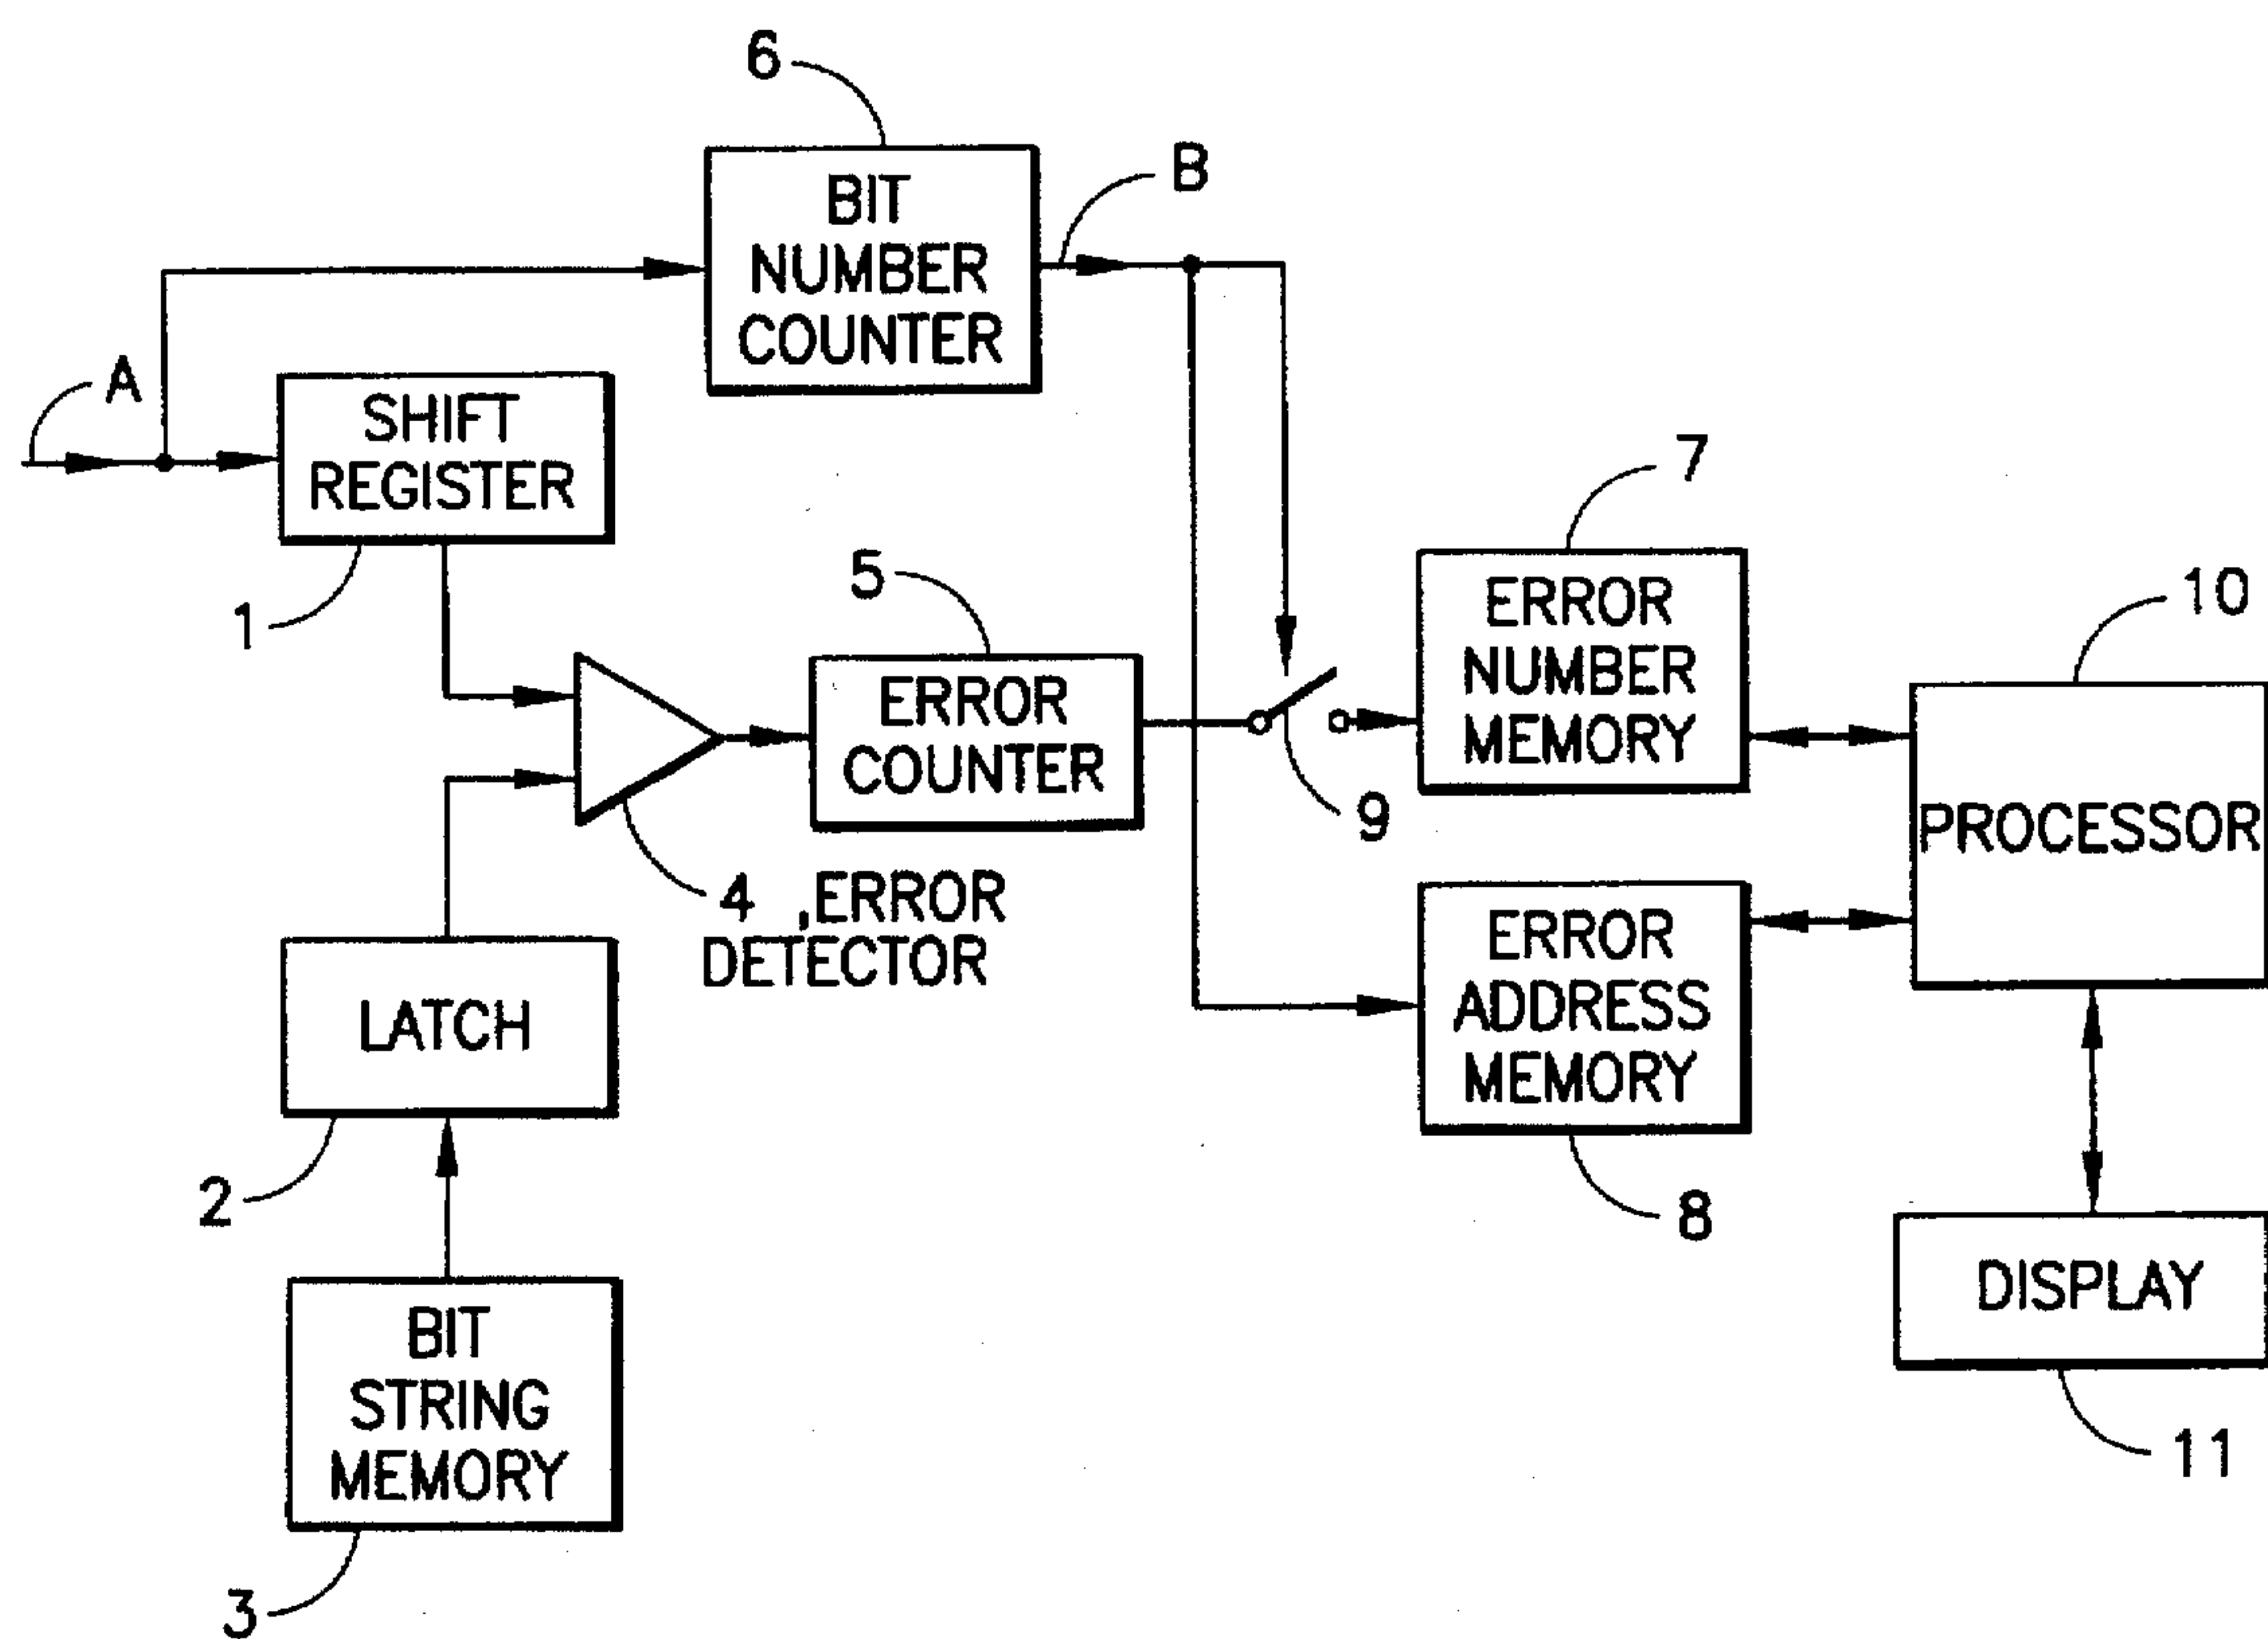 6
B
BIT
NUMBER
COUNTER
A
SHIFT
REGISTER
1
5
ERROR
COUNTER
7
ERROR
NUMBER
MEMORY
10
PROCESSOR
9
4 ,ERROR
DETECTOR
LATCH
2
ERROR
ADDRESS
MEMORY
8
DISPLAY
11
BIT
STRING
MEMORY
3